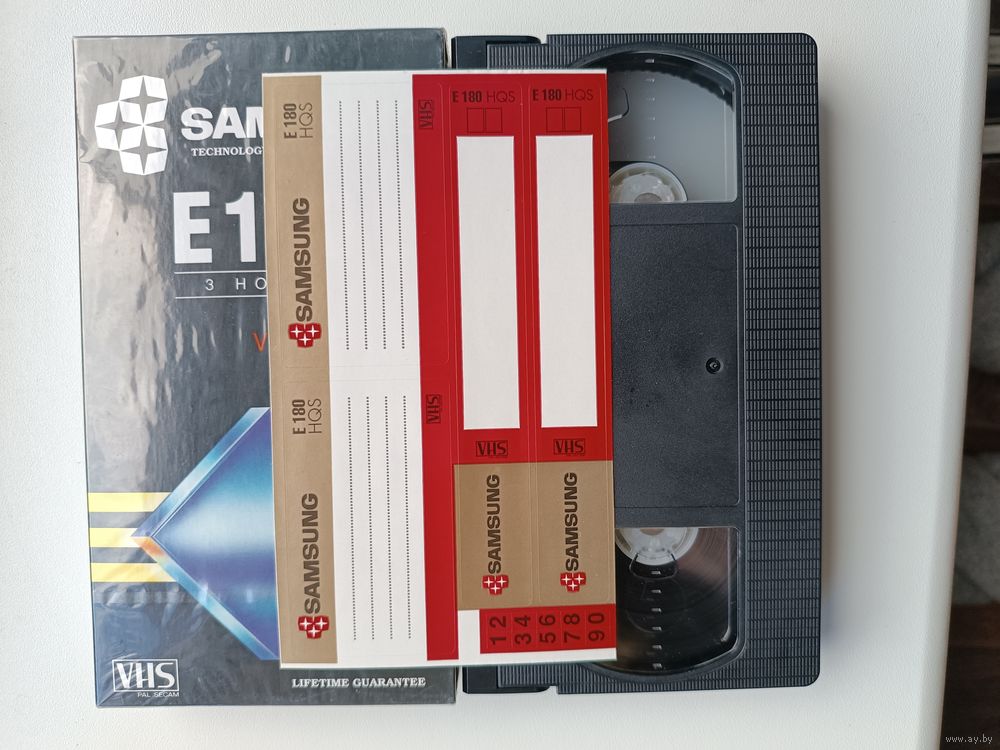 SAM
TECHNOLOG
E 1
3 HO
V
VHS
PAL SECAM
LIFETIME GUARANTEE
E 180
HQS
SAMSUNG
VHS
E 180
HQS
SAMSUNG
VHS
E 180 HQS
VHS
SAMSUNG
E 180 HQS
VHS
SAMSUNG
1 2
3 4
5 6
7 8
9 0
www.ay.by